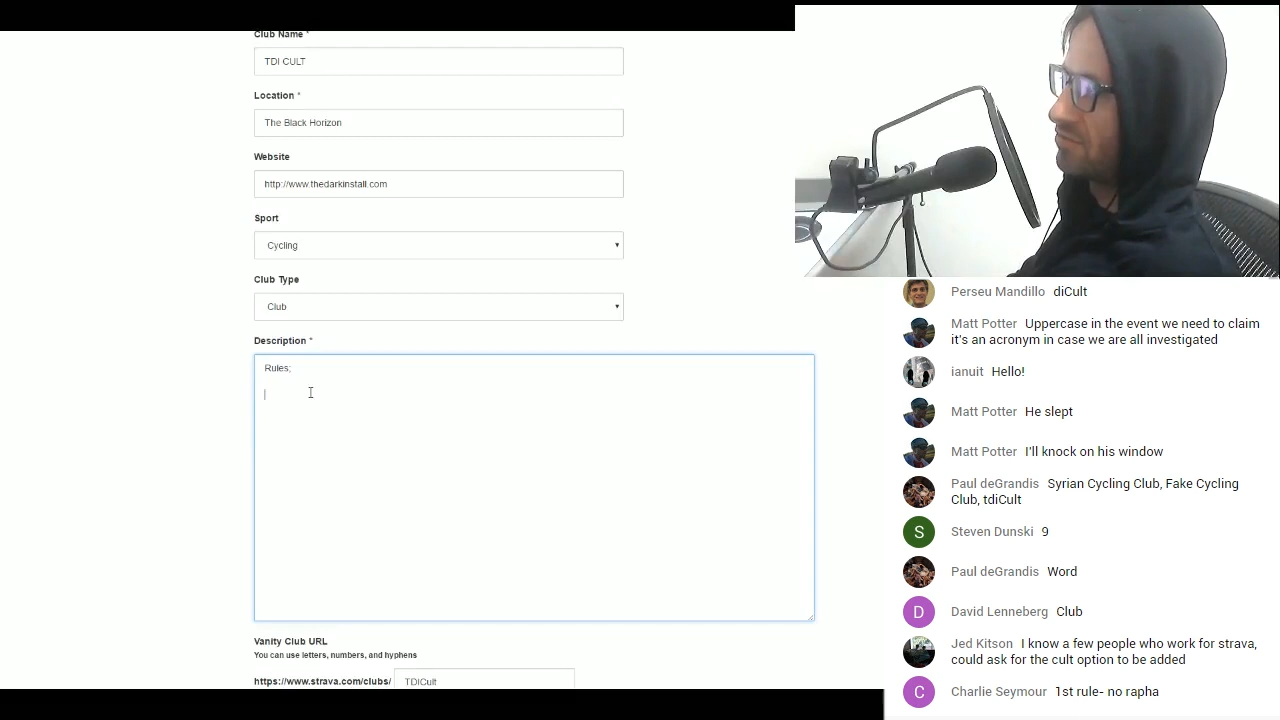 Club Name *
TDI CULT
Location *
The Black Horizon
Website
http://www.thedarkinstall.com
Sport
Cycling
Club Type
Club
Description *
Rules;
Vanity Club URL
You can use letters, numbers, and hyphens
https://www.strava.com/clubs/ TDICult
Perseu Mandillo diCult
Matt Potter Uppercase in the event we need to claim
it's an acronym in case we are all investigated
ianuit Hello!
Matt Potter He slept
Matt Potter I'll knock on his window
Paul deGrandis Syrian Cycling Club, Fake Cycling
Club, tdiCult
S Steven Dunski 9
Paul deGrandis Word
D David Lenneberg Club
Jed Kitson I know a few people who work for strava,
could ask for the cult option to be added
C Charlie Seymour 1st rule- no rapha